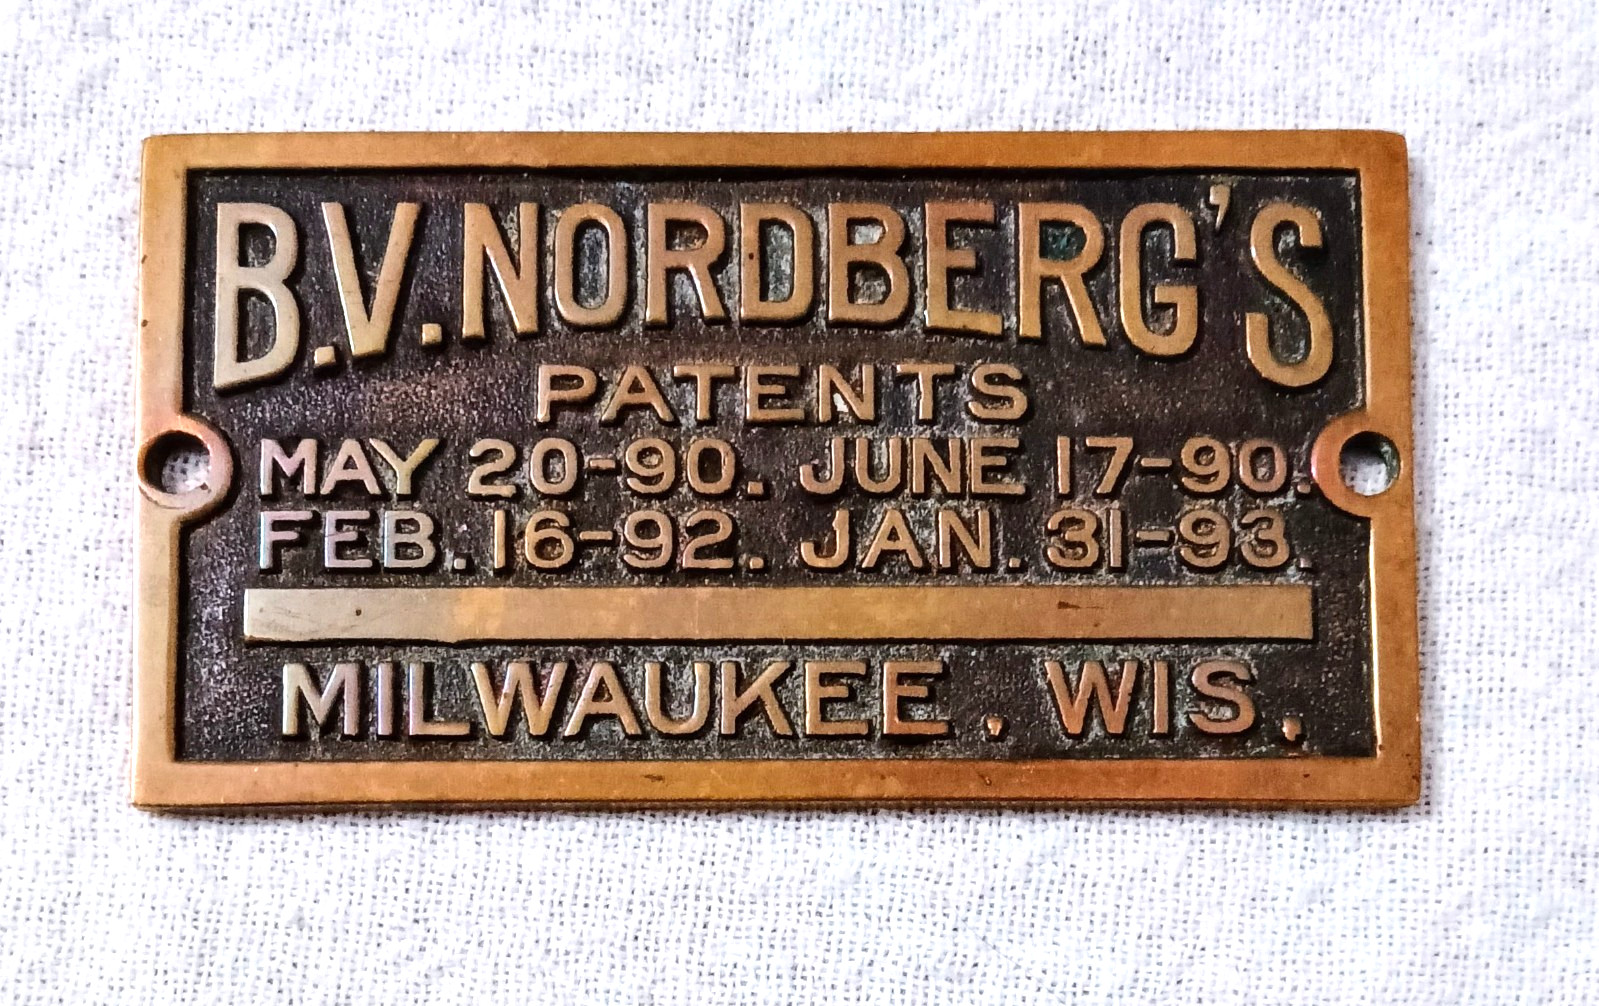 B.V. NORDBERG'S
PATENTS
MAY 20-90. JUNE 17-90.
FEB. 16-92. JAN. 31-93.
MILWAUKEE, WIS,